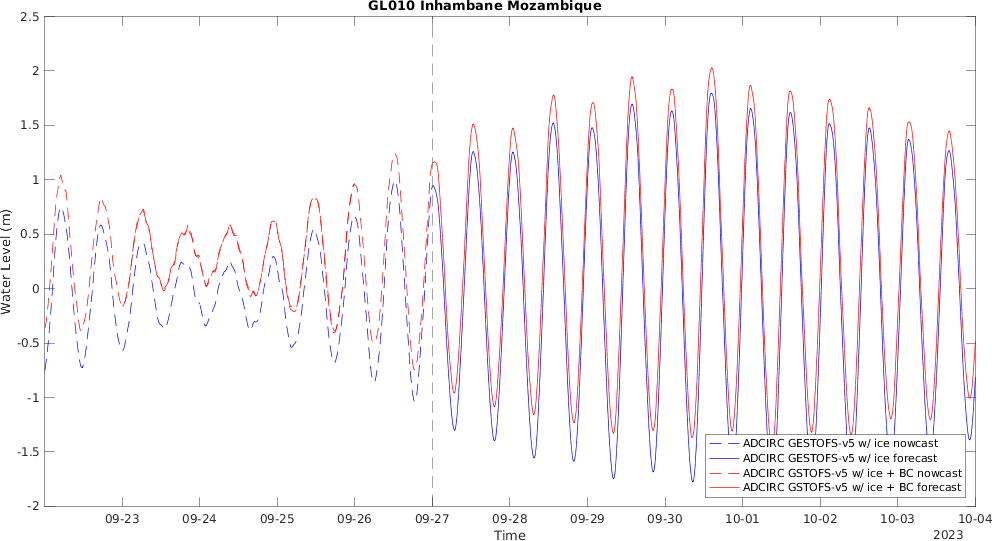 GL010 Inhambane Mozambique
2.5
2
1.5
1
0.5
0
-0.5
-1
-1.5
-2
Water Level (m)
ADCIRC GESTOFS-v5 w/ ice nowcast
ADCIRC GESTOFS-v5 w/ ice forecast
ADCIRC GSTOFS-v5 w/ ice + BC nowcast
ADCIRC GSTOFS-v5 w/ ice + BC forecast
09-23 09-24 09-25 09-26 09-27 09-28 09-29 09-30 10-01 10-02 10-03 10-04
Time
2023